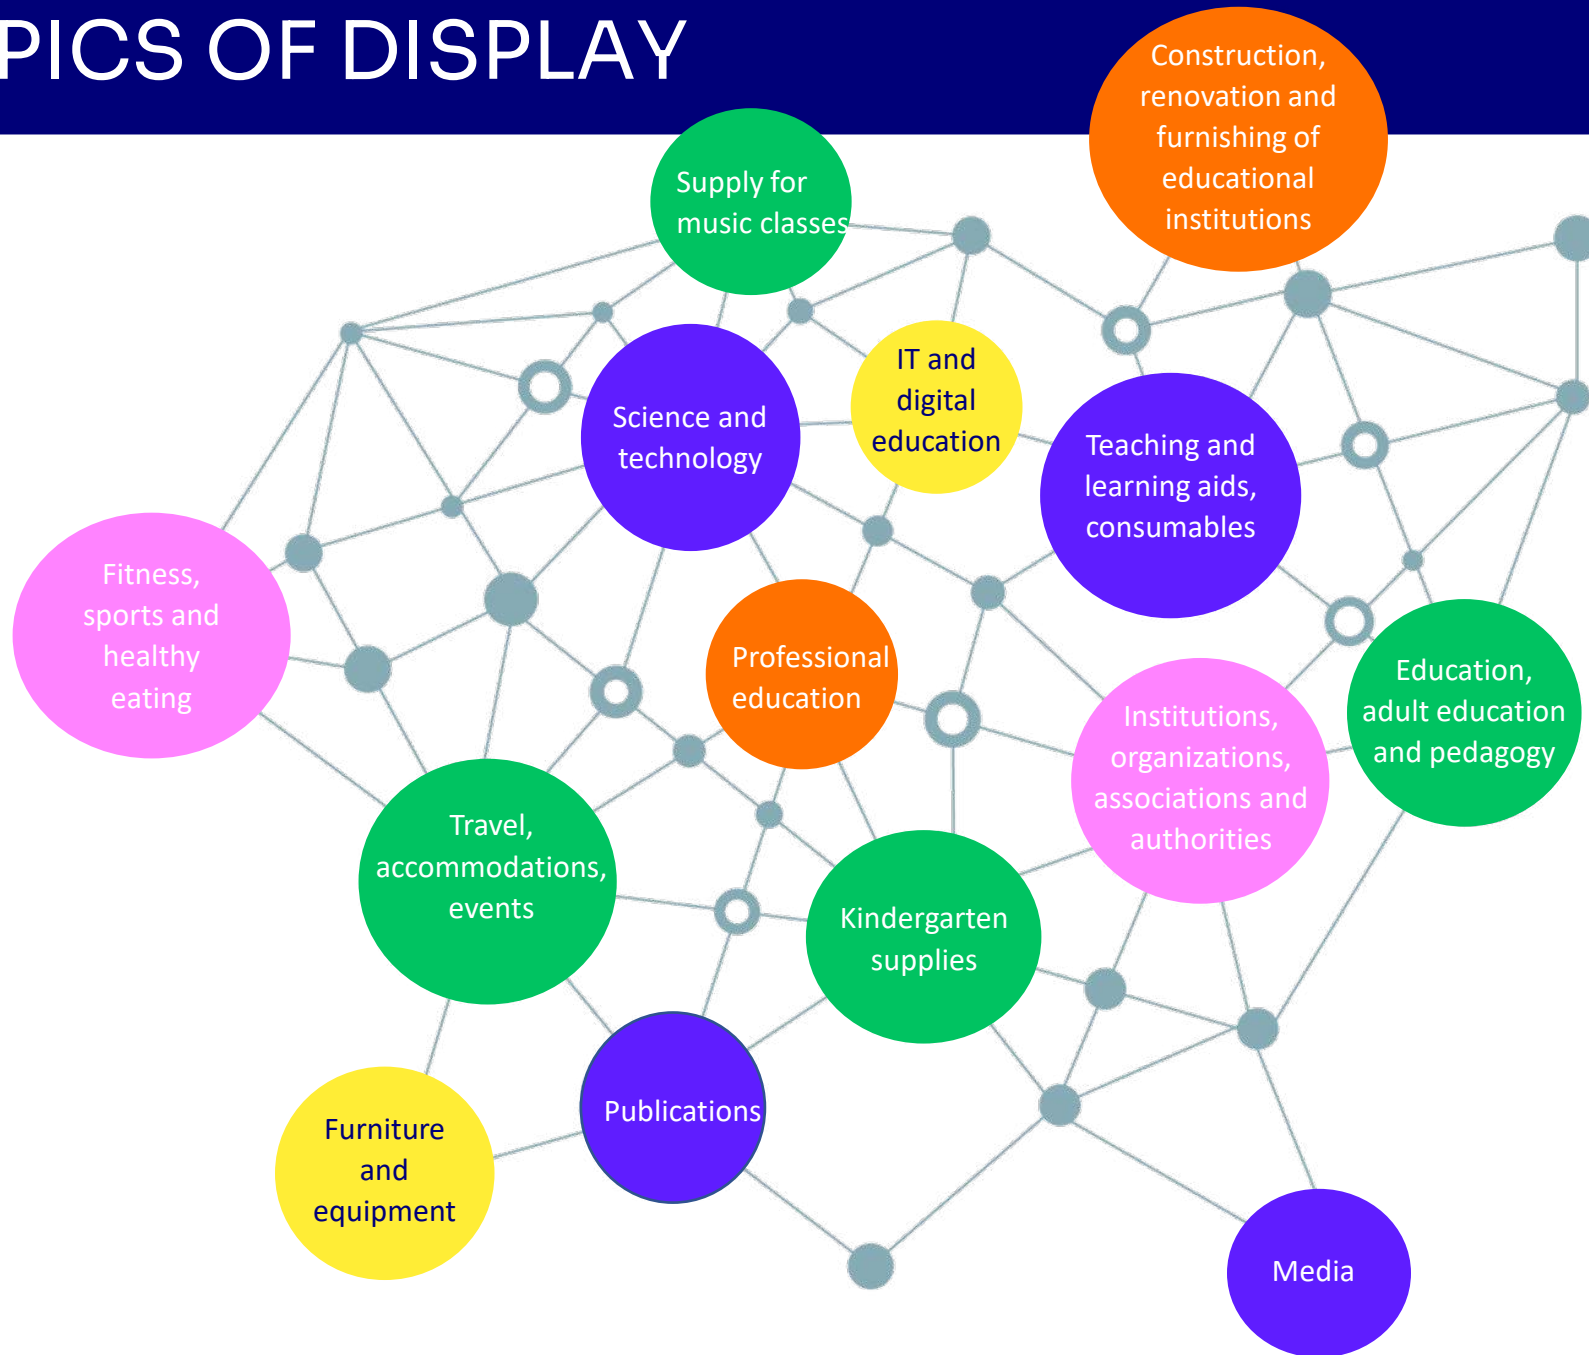 PICS OF DISPLAY
Construction,
renovation and
furnishing of
educational
institutions
Supply for
music classes
IT and
digital
education
Science and
technology
Teaching and
learning aids,
consumables
Fitness,
sports and
healthy
eating
Professional
education
Education,
adult education
and pedagogy
Institutions,
organizations,
associations and
authorities
Travel,
accommodations,
events
Kindergarten
supplies
Publications
Furniture
and
equipment
Media